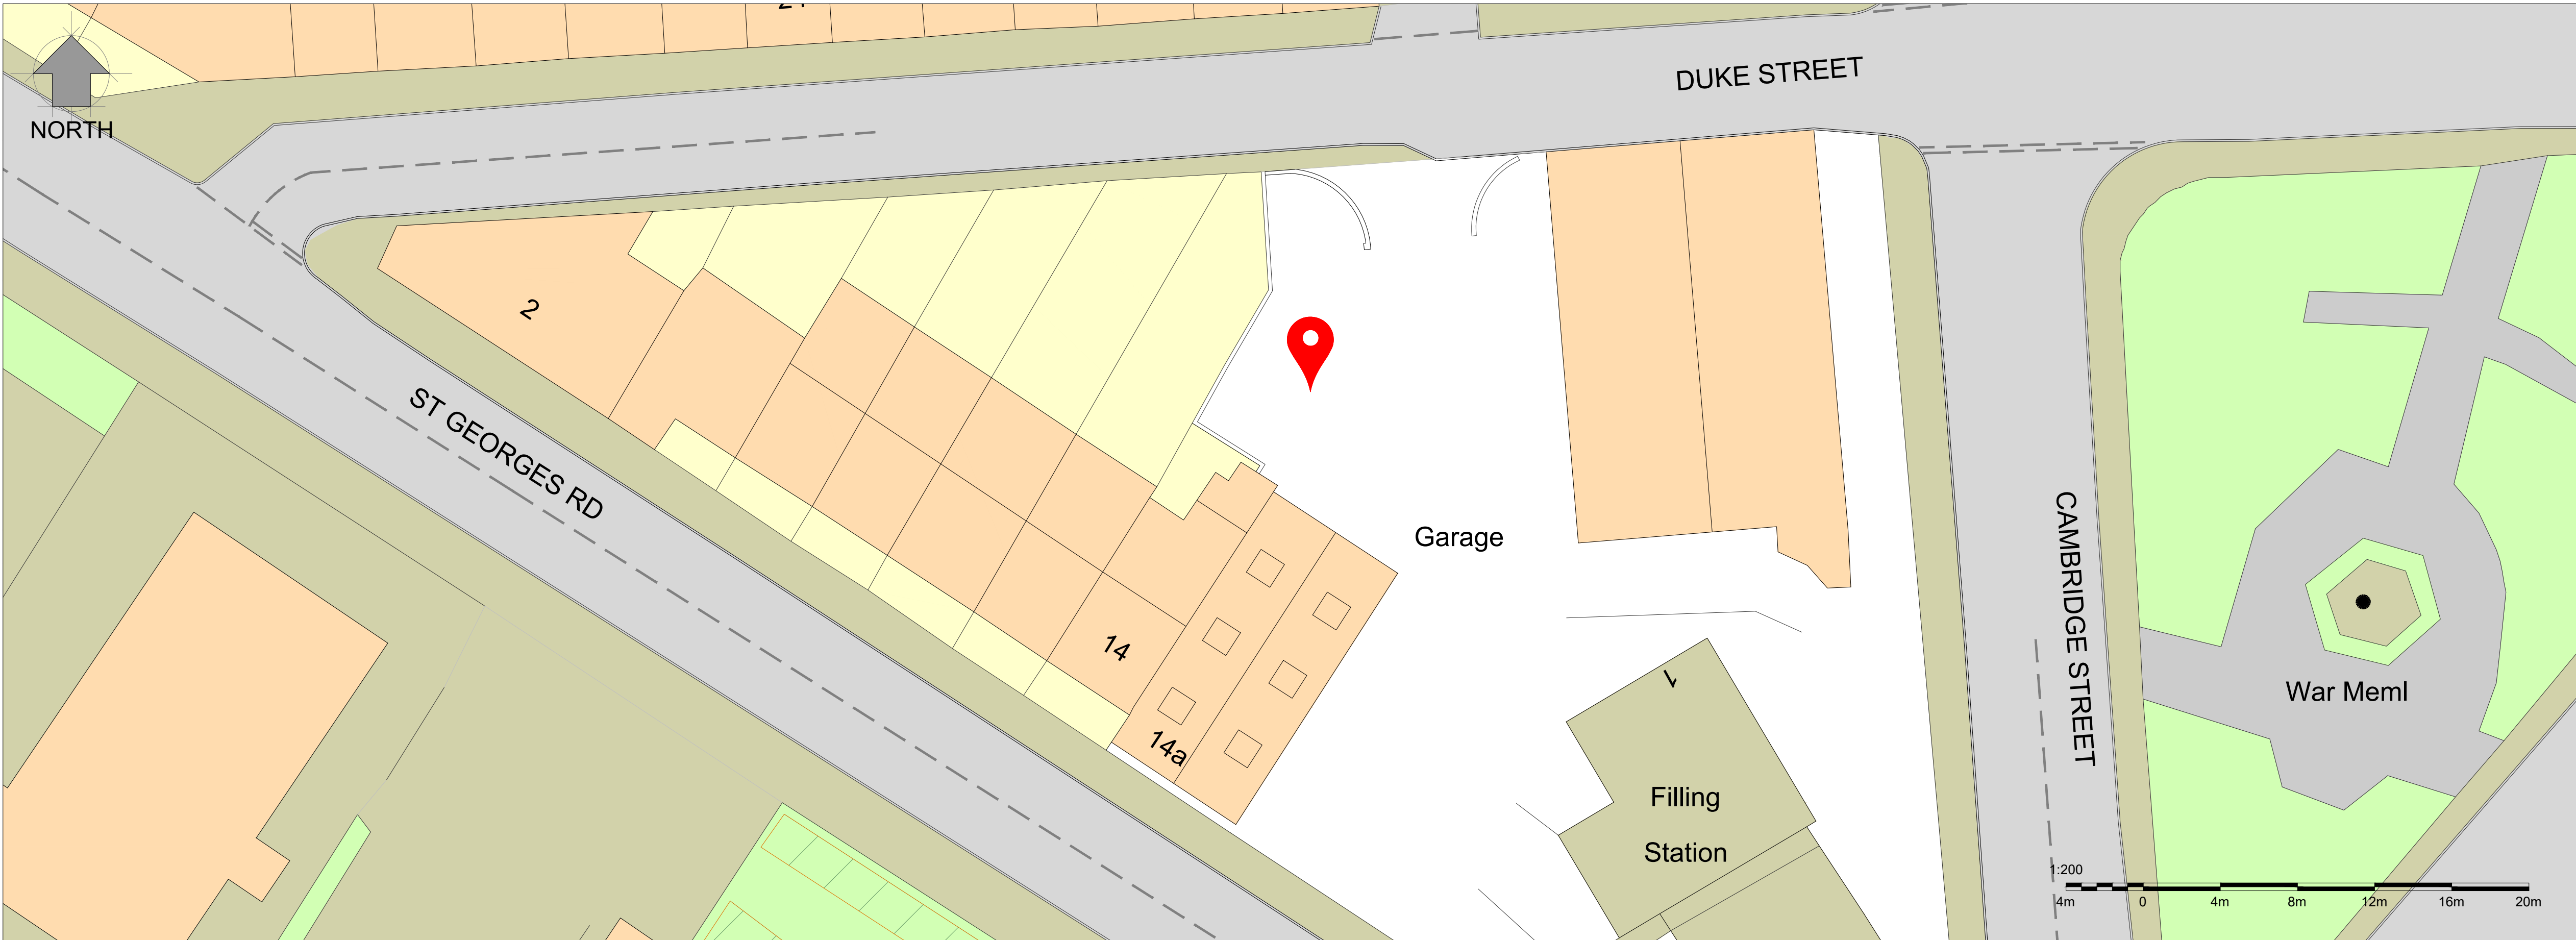 DUKE STREET
NORTH
2
ST GEORGES RD
Garage
CAMBRIDGE STREET
14
1
War Meml
14a
Filling
Station
1:200
4m 0 4m 8m 12m 16m 20m